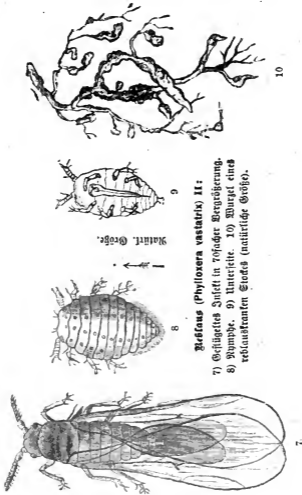 10
9
Natürl. Größe.
8
7
Reblaus (Phylloxera vastatrix) II:
7) Geflügeltes Insekt in 10facher Vergrößerung.
8) Nymphe. 9) Unterseite. 10) Wurzel eines
reblauskranken Stockes (natürliche Größe).